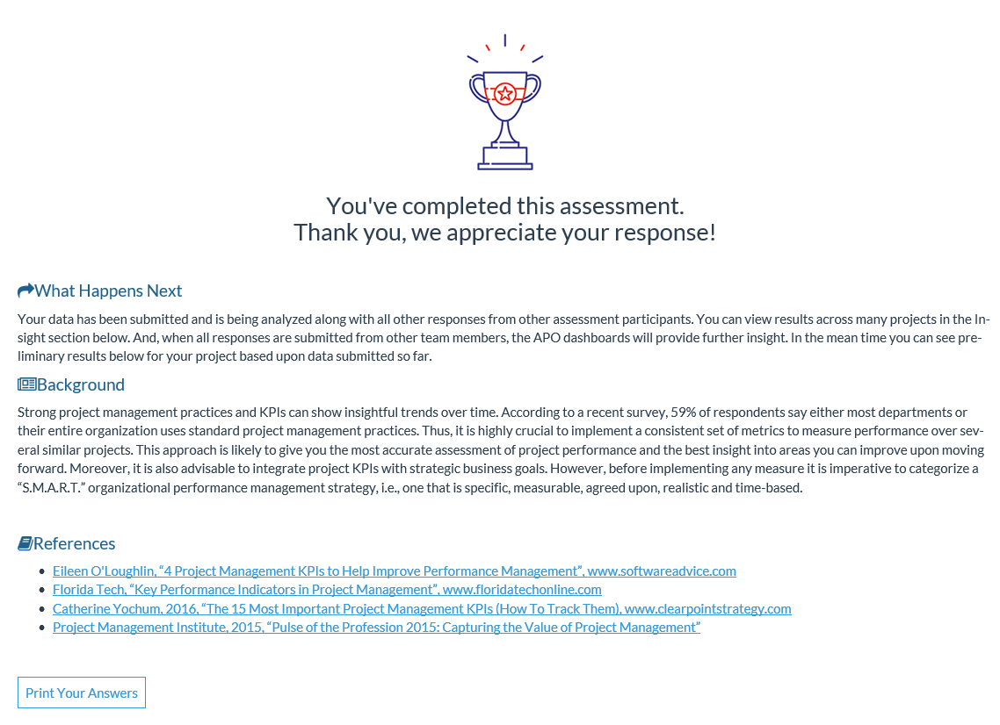 You've completed this assessment.
Thank you, we appreciate your response!
What Happens Next
Your data has been submitted and is being analyzed along with all other responses from other assessment participants. You can view results across many projects in the In-
sight section below. And, when all responses are submitted from other team members, the APO dashboards will provide further insight. In the mean time you can see pre-
liminary results below for your project based upon data submitted so far.
Background
Strong project management practices and KPIs can show insightful trends over time. According to a recent survey, 59% of respondents say either most departments or
their entire organization uses standard project management practices. Thus, it is highly crucial to implement a consistent set of metrics to measure performance over sev-
eral similar projects. This approach is likely to give you the most accurate assessment of project performance and the best insight into areas you can improve upon moving
forward. Moreover, it is also advisable to integrate project KPIs with strategic business goals. However, before implementing any measure it is imperative to categorize a
“S.M.A.R.T.” organizational performance management strategy, i.e., one that is specific, measurable, agreed upon, realistic and time-based.
References
• Eileen O'Loughlin, “4 Project Management KPIs to Help Improve Performance Management”, www.softwareadvice.com
• Florida Tech, “Key Performance Indicators in Project Management”, www.floridatechonline.com
• Catherine Yochum, 2016, “The 15 Most Important Project Management KPIs (How To Track Them), www.clearpointstrategy.com
• Project Management Institute, 2015, “Pulse of the Profession 2015: Capturing the Value of Project Management”
Print Your Answers